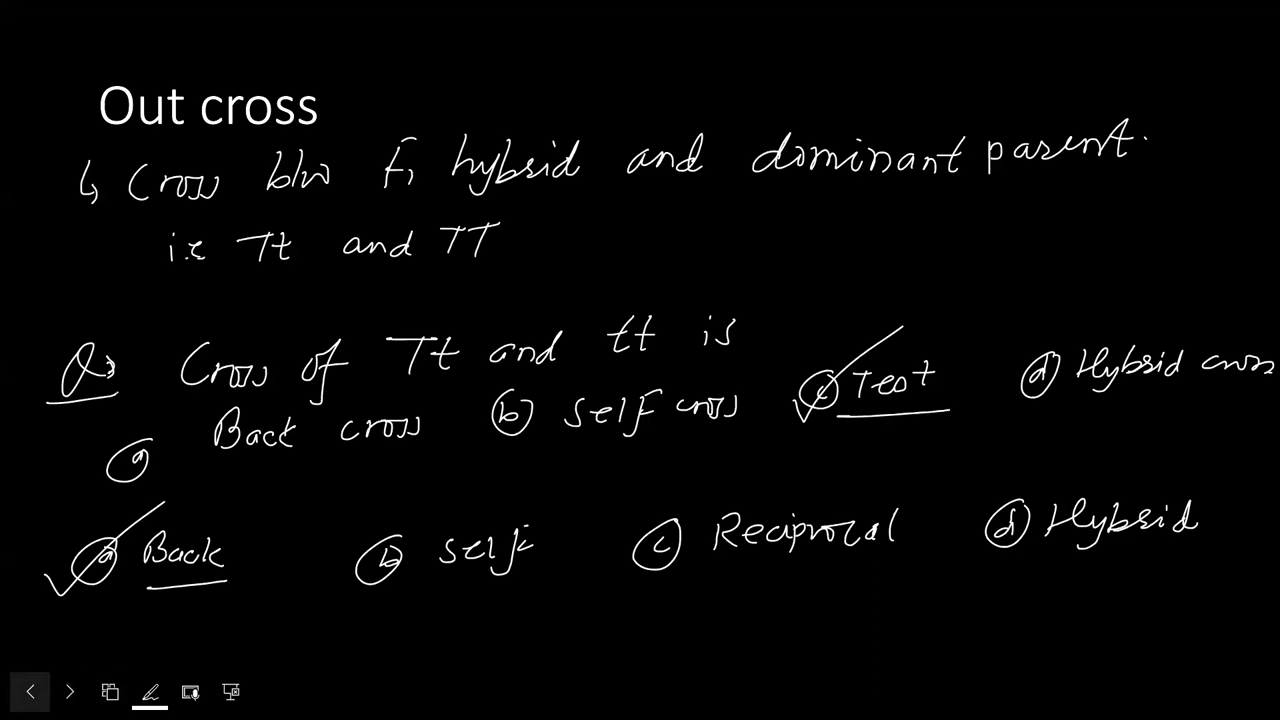 Out cross
↳ Cross b/w F₁ hybrid and dominant parent.
i.e Tt and TT
Q: Cross of Tt and tt is
(a) Back cross (b) self cross (c) Test (d) Hybrid cross
(a) Back (b) self (c) Reciprocal (d) Hybrid